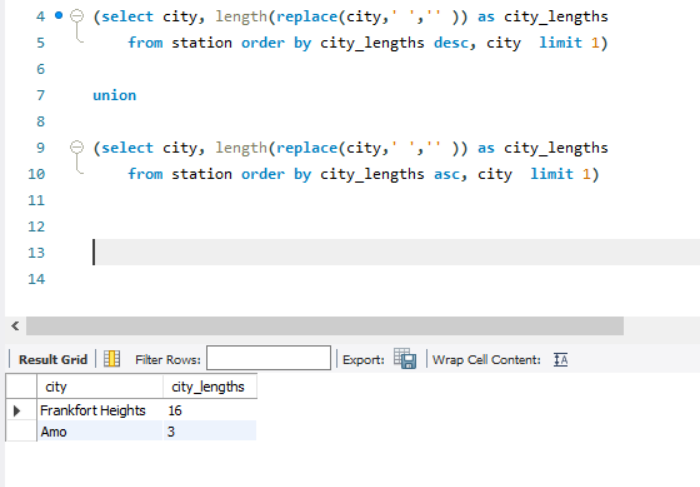 4 (select city, length(replace(city,' ','' )) as city_lengths
5 from station order by city_lengths desc, city  limit 1)
6
7 union
8
9 (select city, length(replace(city,' ','' )) as city_lengths
10 from station order by city_lengths asc, city  limit 1)
11
12
13
14
Result Grid Filter Rows: Export: Wrap Cell Content: IA
city city_lengths
Frankfort Heights 16
Amo 3